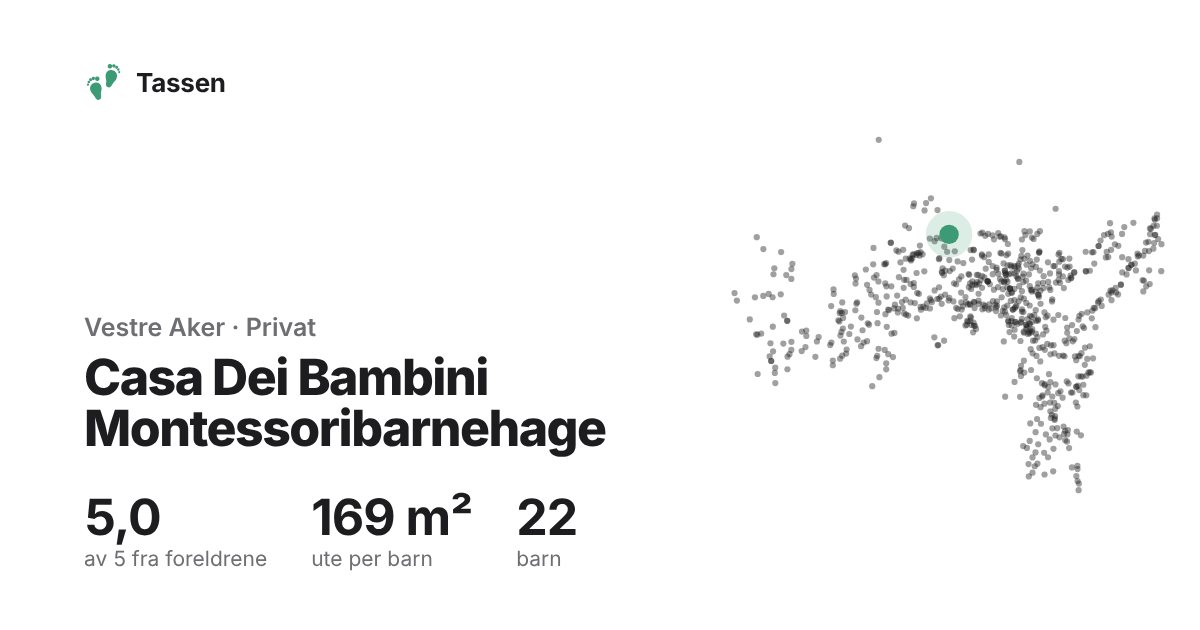 Tassen
Vestre Aker · Privat
Casa Dei Bambini
Montessoribarnehage
5,0
av 5 fra foreldrene
169 m²
ute per barn
22
barn